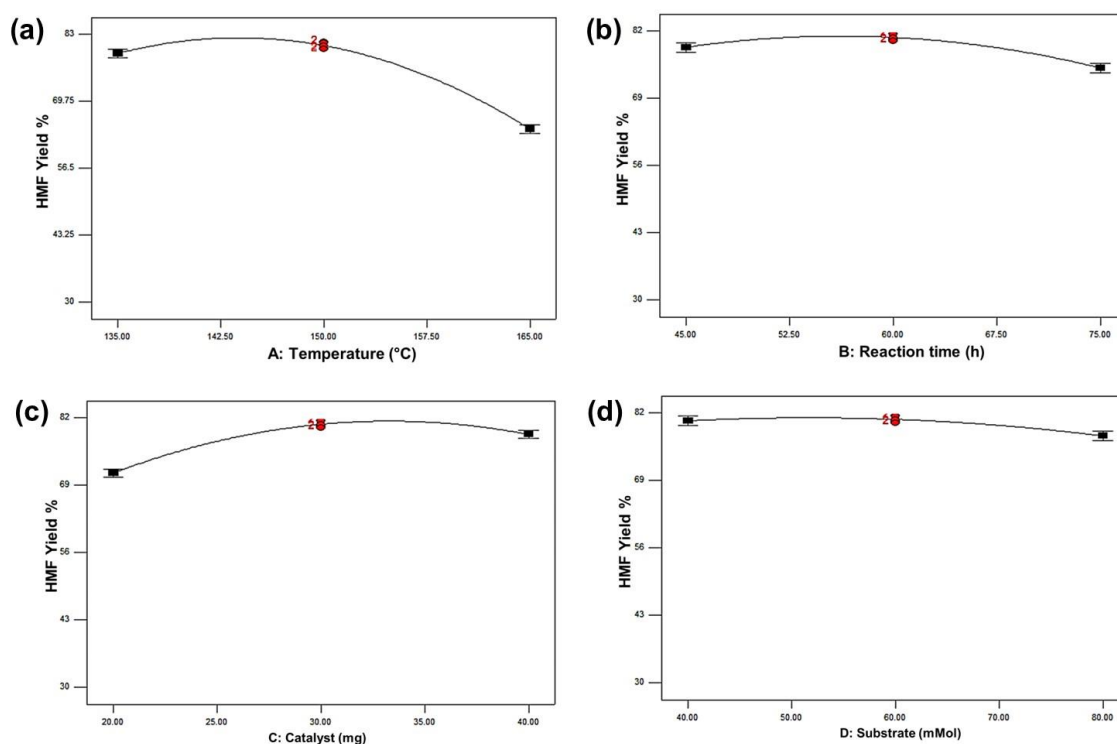 (a)
83
69.75
56.5
43.25
30
HMF Yield %
2
2
135.00 142.50 150.00 157.50 165.00
A: Temperature (°C)
(b)
82
69
56
43
30
HMF Yield %
2
45.00 52.50 60.00 67.50 75.00
B: Reaction time (h)
(c)
82
69
56
43
30
HMF Yield %
2
20.00 25.00 30.00 35.00 40.00
C: Catalyst (mg)
(d)
82
69
56
43
30
HMF Yield %
2
40.00 50.00 60.00 70.00 80.00
D: Substrate (mMol)